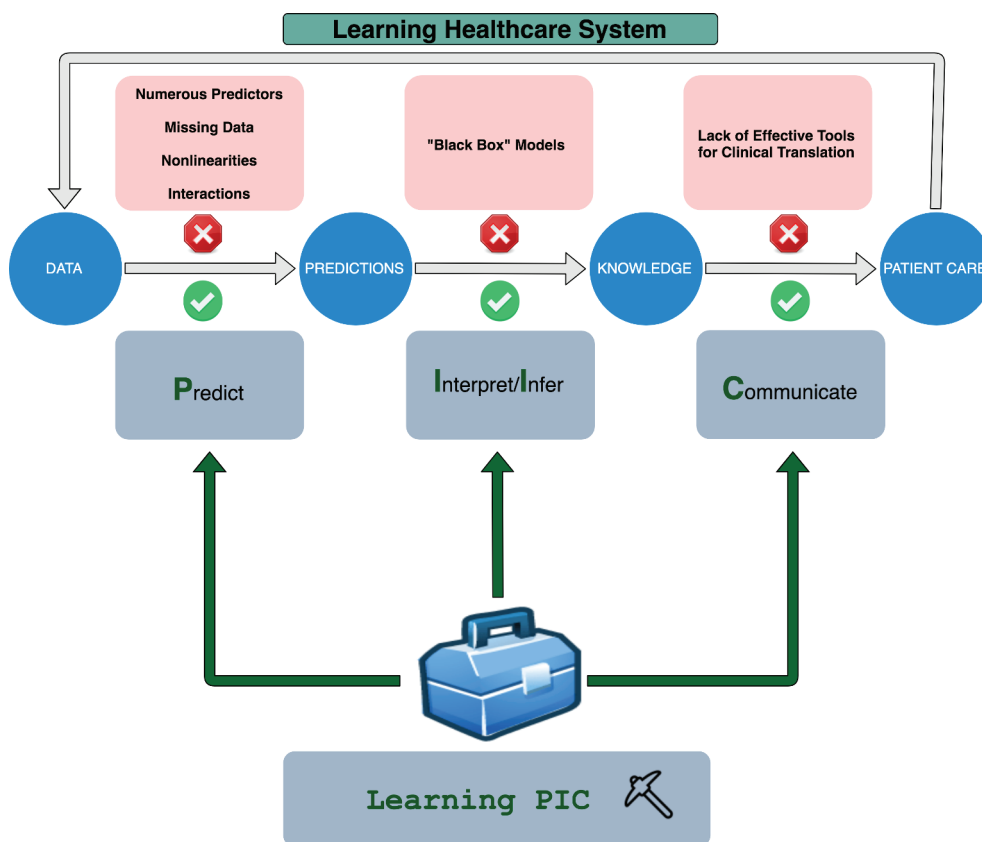 Learning Healthcare System
Numerous Predictors
Missing Data
Nonlinearities
Interactions
"Black Box" Models
Lack of Effective Tools
for Clinical Translation
DATA
PREDICTIONS
KNOWLEDGE
PATIENT CARE
Predict
Interpret/Infer
Communicate
Learning PIC